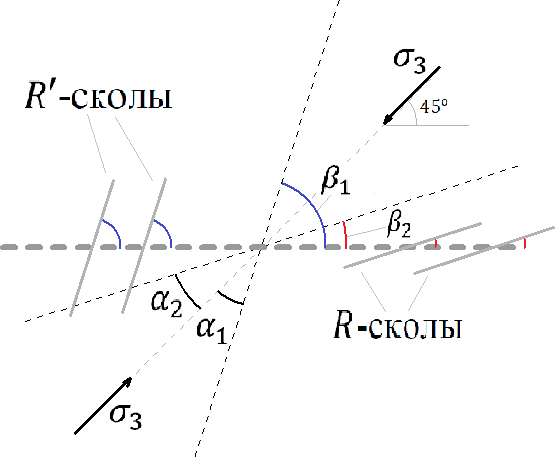 σ₃
R′-сколы
45°
β₁
β₂
α₂
α₁
R-сколы
σ₃